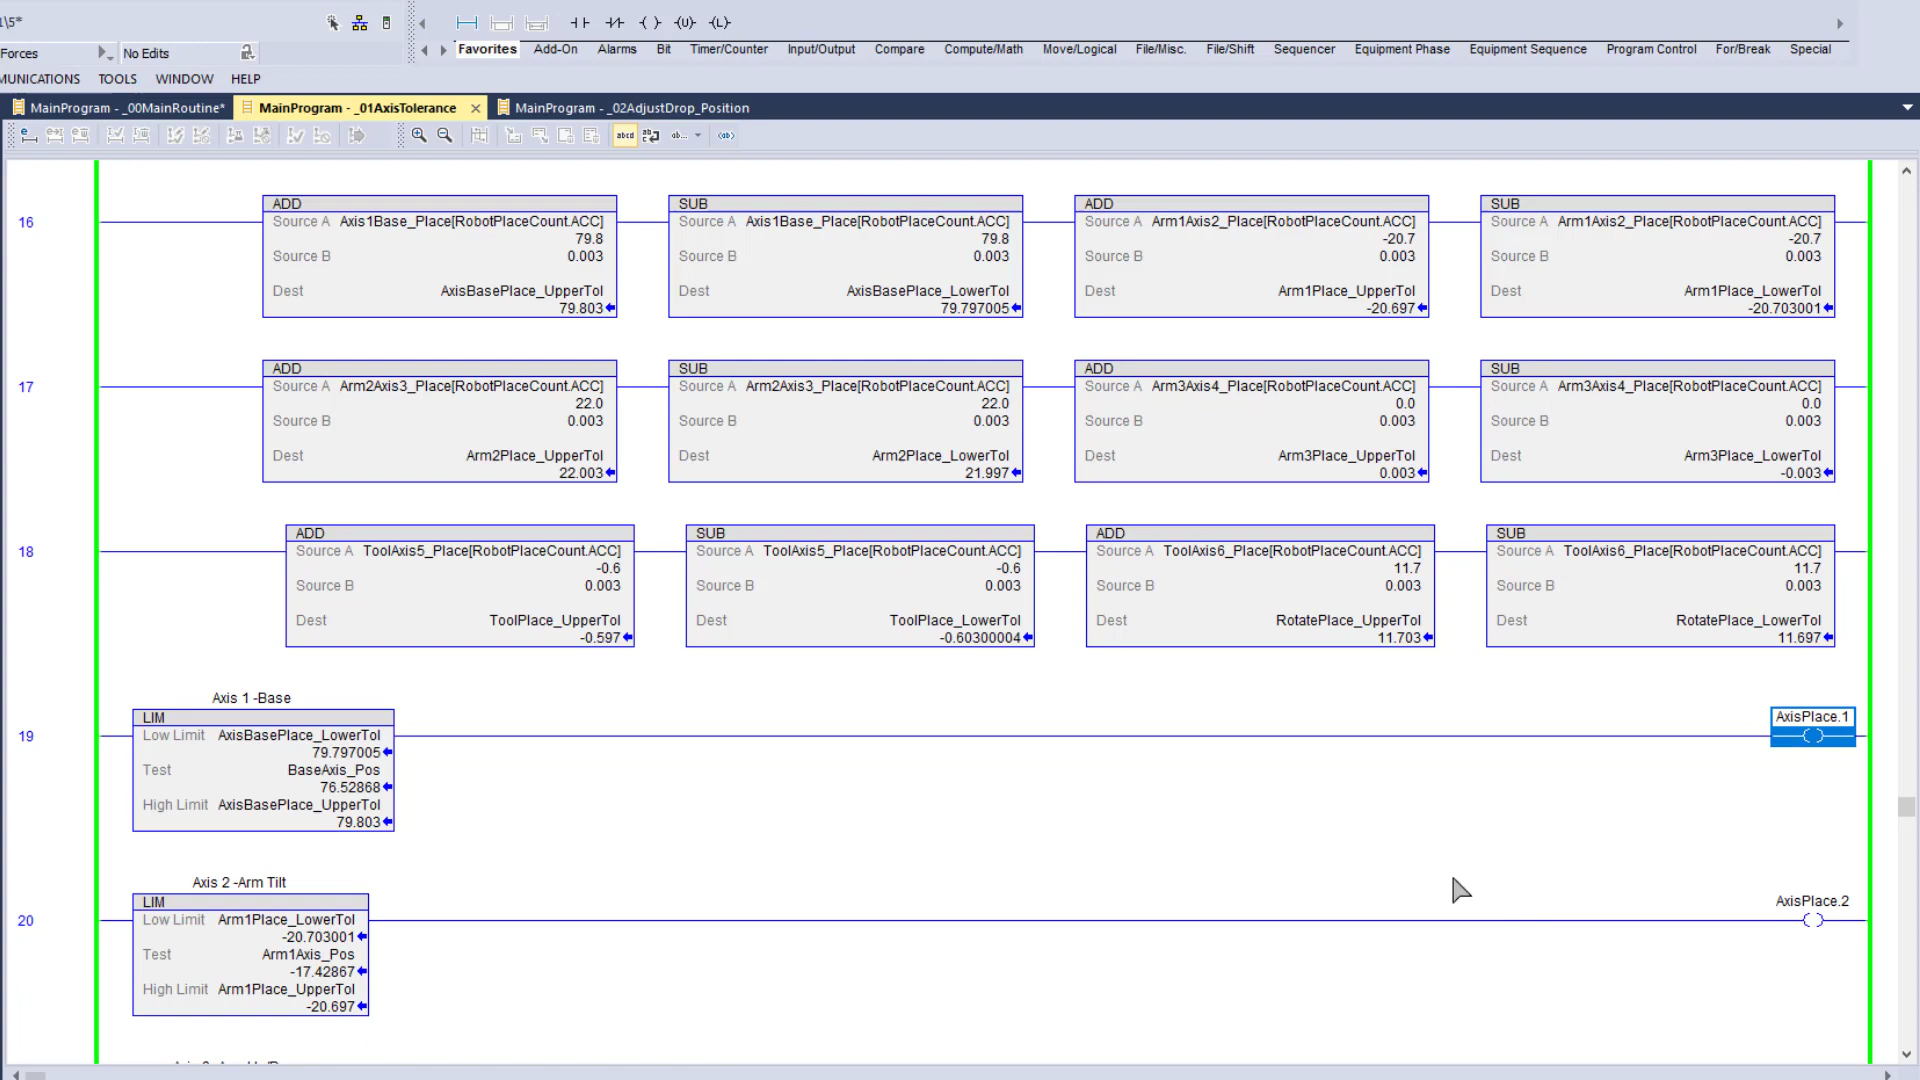 1\5*
Forces
No Edits
Favorites Add-On Alarms Bit Timer/Counter Input/Output Compare Compute/Math Move/Logical File/Misc. File/Shift Sequencer Equipment Phase Equipment Sequence Program Control For/Break Special
MUNICATIONS TOOLS WINDOW HELP
MainProgram - _00MainRoutine*
MainProgram - _01AxisTolerance
MainProgram - _02AdjustDrop_Position
16
ADD
Source A Axis1Base_Place[RobotPlaceCount.ACC]
79.8
Source B 0.003
Dest AxisBasePlace_UpperTol
79.803
SUB
Source A Axis1Base_Place[RobotPlaceCount.ACC]
79.8
Source B 0.003
Dest AxisBasePlace_LowerTol
79.797005
ADD
Source A Arm1Axis2_Place[RobotPlaceCount.ACC]
-20.7
Source B 0.003
Dest Arm1Place_UpperTol
-20.697
SUB
Source A Arm1Axis2_Place[RobotPlaceCount.ACC]
-20.7
Source B 0.003
Dest Arm1Place_LowerTol
-20.703001
17
ADD
Source A Arm2Axis3_Place[RobotPlaceCount.ACC]
22.0
Source B 0.003
Dest Arm2Place_UpperTol
22.003
SUB
Source A Arm2Axis3_Place[RobotPlaceCount.ACC]
22.0
Source B 0.003
Dest Arm2Place_LowerTol
21.997
ADD
Source A Arm3Axis4_Place[RobotPlaceCount.ACC]
0.0
Source B 0.003
Dest Arm3Place_UpperTol
0.003
SUB
Source A Arm3Axis4_Place[RobotPlaceCount.ACC]
0.0
Source B 0.003
Dest Arm3Place_LowerTol
-0.003
18
ADD
Source A ToolAxis5_Place[RobotPlaceCount.ACC]
-0.6
Source B 0.003
Dest ToolPlace_UpperTol
-0.597
SUB
Source A ToolAxis5_Place[RobotPlaceCount.ACC]
-0.6
Source B 0.003
Dest ToolPlace_LowerTol
-0.60300004
ADD
Source A ToolAxis6_Place[RobotPlaceCount.ACC]
11.7
Source B 0.003
Dest RotatePlace_UpperTol
11.703
SUB
Source A ToolAxis6_Place[RobotPlaceCount.ACC]
11.7
Source B 0.003
Dest RotatePlace_LowerTol
11.697
Axis 1 -Base
19
LIM
Low Limit AxisBasePlace_LowerTol
79.797005
Test BaseAxis_Pos
76.52868
High Limit AxisBasePlace_UpperTol
79.803
AxisPlace.1
Axis 2 -Arm Tilt
20
LIM
Low Limit Arm1Place_LowerTol
-20.703001
Test Arm1Axis_Pos
-17.42867
High Limit Arm1Place_UpperTol
-20.697
AxisPlace.2